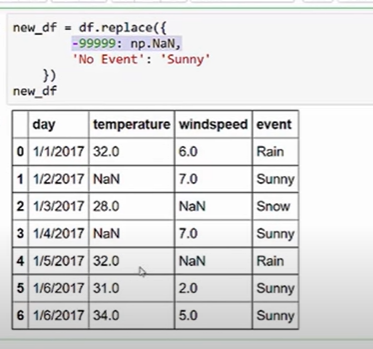 new_df = df.replace({
-99999: np.NaN,
'No Event': 'Sunny'
})
new_df
day temperature windspeed event
0 1/1/2017 32.0 6.0 Rain
1 1/2/2017 NaN 7.0 Sunny
2 1/3/2017 28.0 NaN Snow
3 1/4/2017 NaN 7.0 Sunny
4 1/5/2017 32.0 NaN Rain
5 1/6/2017 31.0 2.0 Sunny
6 1/6/2017 34.0 5.0 Sunny